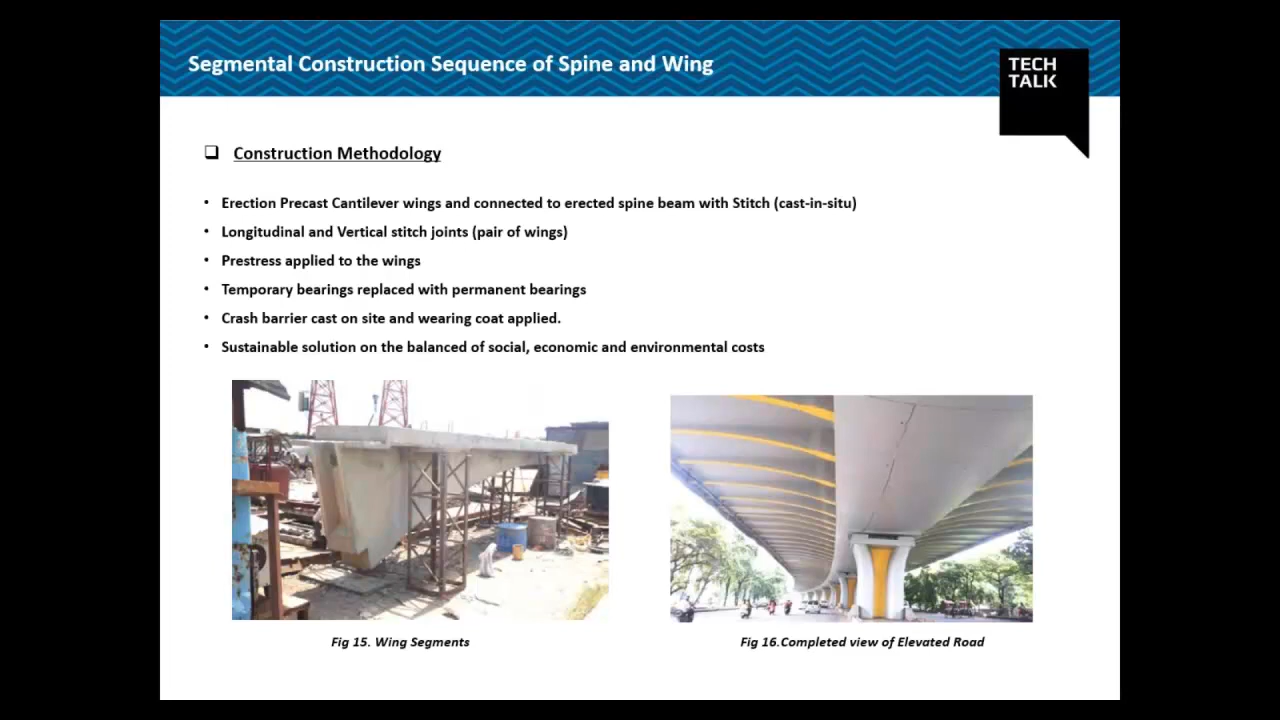 Segmental Construction Sequence of Spine and Wing
TECH
TALK
Construction Methodology
Erection Precast Cantilever wings and connected to erected spine beam with Stitch (cast-in-situ)
Longitudinal and Vertical stitch joints (pair of wings)
Prestress applied to the wings
Temporary bearings replaced with permanent bearings
Crash barrier cast on site and wearing coat applied.
Sustainable solution on the balanced of social, economic and environmental costs
Fig 15. Wing Segments
Fig 16.Completed view of Elevated Road